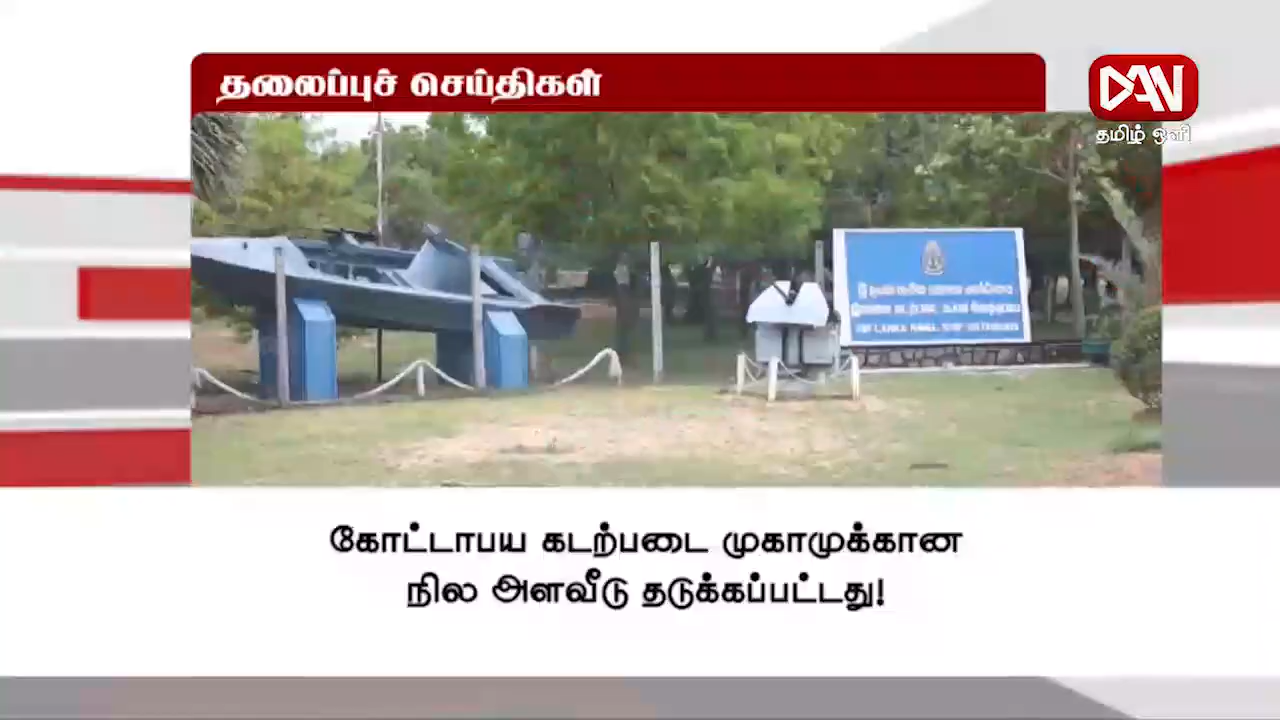 தலைப்புச் செய்திகள்
DAN
தமிழ் ஒளி
கோட்டாபய கடற்படை முகாமுக்கான
நில அளவீடு தடுக்கப்பட்டது!